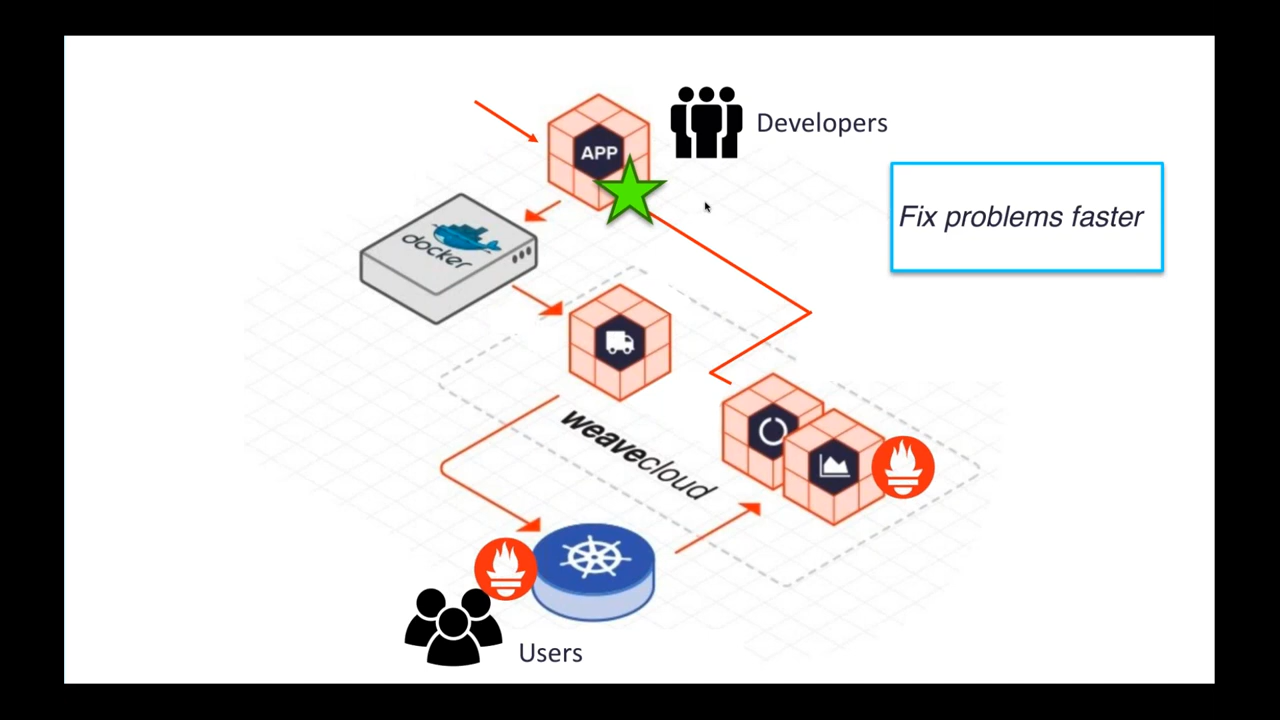 Developers
APP
Fix problems faster
docker
weavecloud
Users